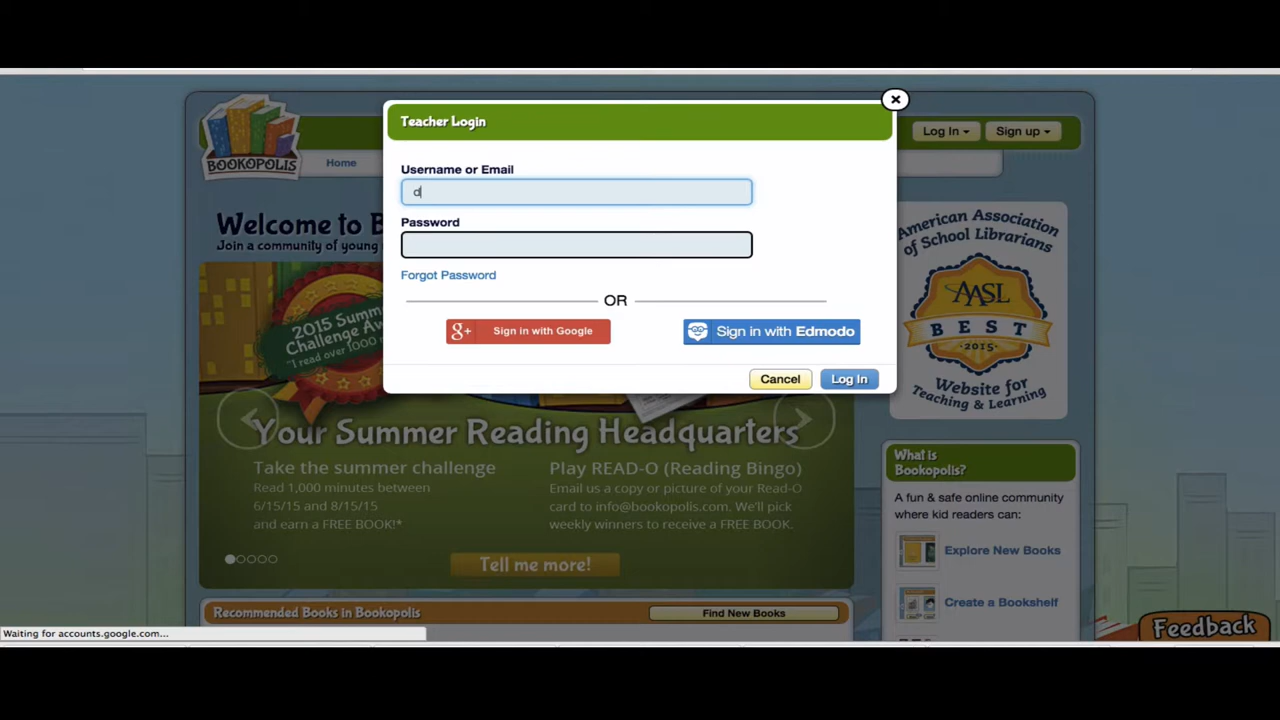 Teacher Login
Username or Email
d
Password
Forgot Password
OR
g+ Sign in with Google
Sign in with Edmodo
Cancel
Log In
BOOKOPOLIS
Home
Log In
Sign up
Welcome to B
Join a community of young
2015 Summ
Challenge Aw
"I read over 1000 m
American Association
of School Librarians
AASL
BEST
2015
Website for
Teaching & Learning
Your Summer Reading Headquarters
Take the summer challenge
Read 1,000 minutes between
6/15/15 and 8/15/15
and earn a FREE BOOK!*
Play READ-O (Reading Bingo)
Email us a copy or picture of your Read-O
card to info@bookopolis.com. We'll pick
weekly winners to receive a FREE BOOK.
Tell me more!
What is
Bookopolis?
A fun & safe online community
where kid readers can:
Explore New Books
Create a Bookshelf
Recommended Books in Bookopolis
Find New Books
Feedback
Waiting for accounts.google.com...